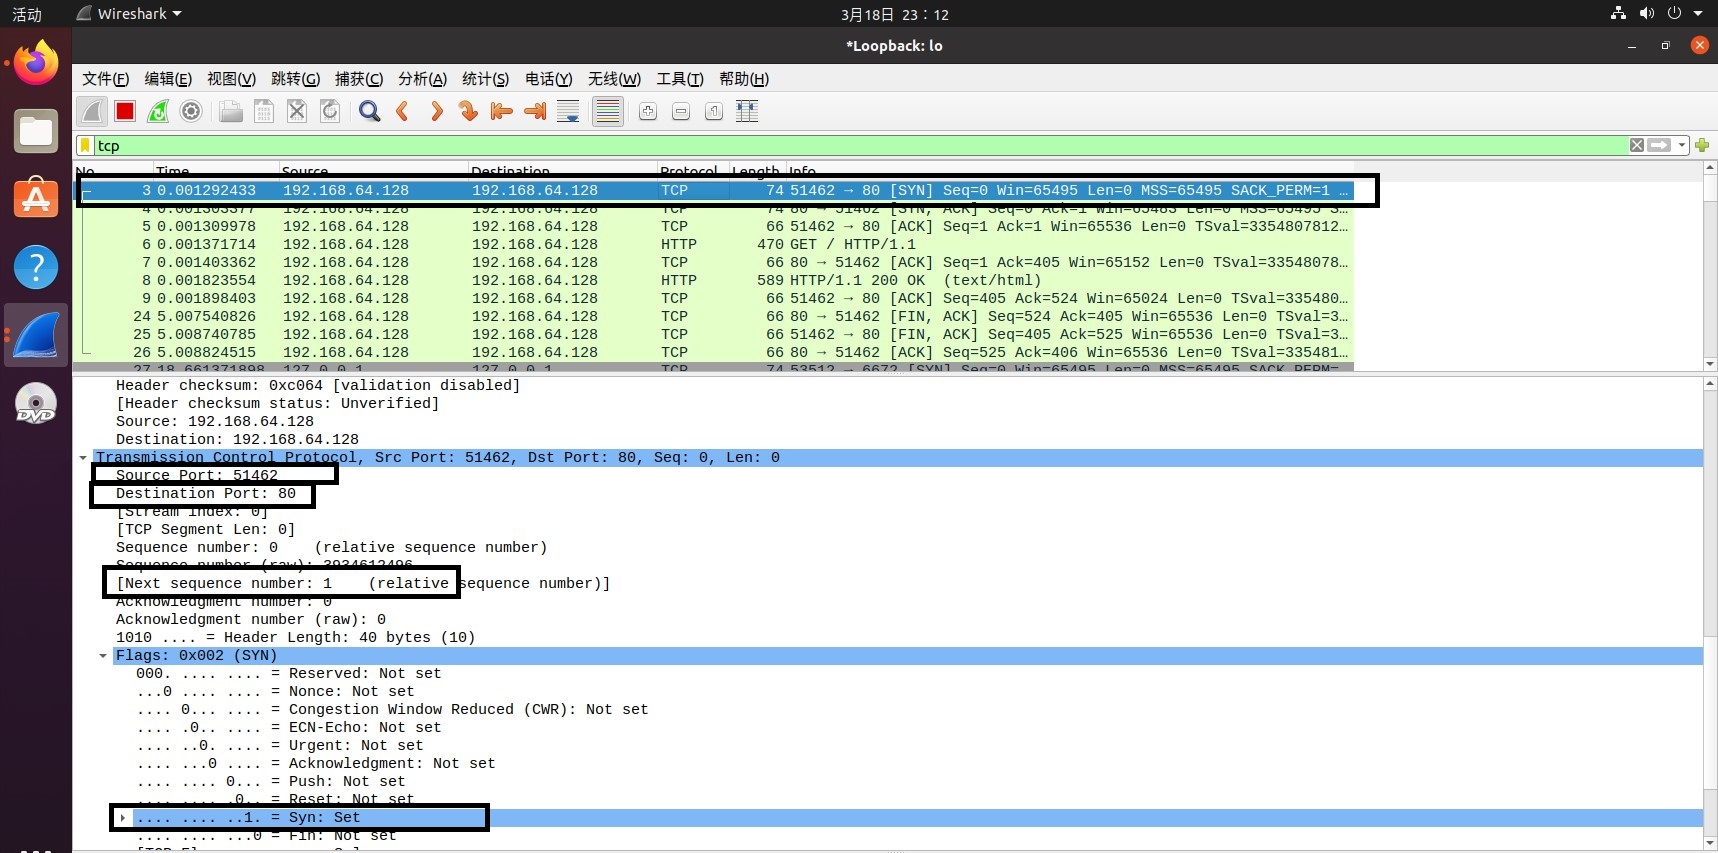 活动 Wireshark 3月18日 23：12
*Loopback: lo
文件(F) 编辑(E) 视图(V) 跳转(G) 捕获(C) 分析(A) 统计(S) 电话(Y) 无线(W) 工具(T) 帮助(H)
tcp
No. Time Source Destination Protocol Length Info
3 0.001292433 192.168.64.128 192.168.64.128 TCP 74 51462 → 80 [SYN] Seq=0 Win=65495 Len=0 MSS=65495 SACK_PERM=1 …
4 0.001303377 192.168.64.128 192.168.64.128 TCP 74 80 → 51462 [SYN, ACK] Seq=0 Ack=1 Win=65483 Len=0 MSS=65495 S…
5 0.001309978 192.168.64.128 192.168.64.128 TCP 66 51462 → 80 [ACK] Seq=1 Ack=1 Win=65536 Len=0 TSval=3354807812…
6 0.001371714 192.168.64.128 192.168.64.128 HTTP 470 GET / HTTP/1.1
7 0.001403362 192.168.64.128 192.168.64.128 TCP 66 80 → 51462 [ACK] Seq=1 Ack=405 Win=65152 Len=0 TSval=33548078…
8 0.001823554 192.168.64.128 192.168.64.128 HTTP 589 HTTP/1.1 200 OK (text/html)
9 0.001898403 192.168.64.128 192.168.64.128 TCP 66 51462 → 80 [ACK] Seq=405 Ack=524 Win=65024 Len=0 TSval=335480…
24 5.007540826 192.168.64.128 192.168.64.128 TCP 66 80 → 51462 [FIN, ACK] Seq=524 Ack=405 Win=65536 Len=0 TSval=3…
25 5.008740785 192.168.64.128 192.168.64.128 TCP 66 51462 → 80 [FIN, ACK] Seq=405 Ack=525 Win=65536 Len=0 TSval=3…
26 5.008824515 192.168.64.128 192.168.64.128 TCP 66 80 → 51462 [ACK] Seq=525 Ack=406 Win=65536 Len=0 TSval=335481…
27 18.661371898 127.0.0.1 127.0.0.1 TCP 74 53512 → 6672 [SYN] Seq=0 Win=65495 Len=0 MSS=65495 SACK_PERM=…
Header checksum: 0xc064 [validation disabled]
[Header checksum status: Unverified]
Source: 192.168.64.128
Destination: 192.168.64.128
Transmission Control Protocol, Src Port: 51462, Dst Port: 80, Seq: 0, Len: 0
Source Port: 51462
Destination Port: 80
[Stream index: 0]
[TCP Segment Len: 0]
Sequence number: 0 (relative sequence number)
Sequence number (raw): 3934612496
[Next sequence number: 1 (relative sequence number)]
Acknowledgment number: 0
Acknowledgment number (raw): 0
1010 .... = Header Length: 40 bytes (10)
Flags: 0x002 (SYN)
000. .... .... = Reserved: Not set
...0 .... .... = Nonce: Not set
.... 0... .... = Congestion Window Reduced (CWR): Not set
.... .0.. .... = ECN-Echo: Not set
.... ..0. .... = Urgent: Not set
.... ...0 .... = Acknowledgment: Not set
.... .... 0... = Push: Not set
.... .... .0.. = Reset: Not set
.... .... ..1. = Syn: Set
.... .... ...0 = Fin: Not set
DVD